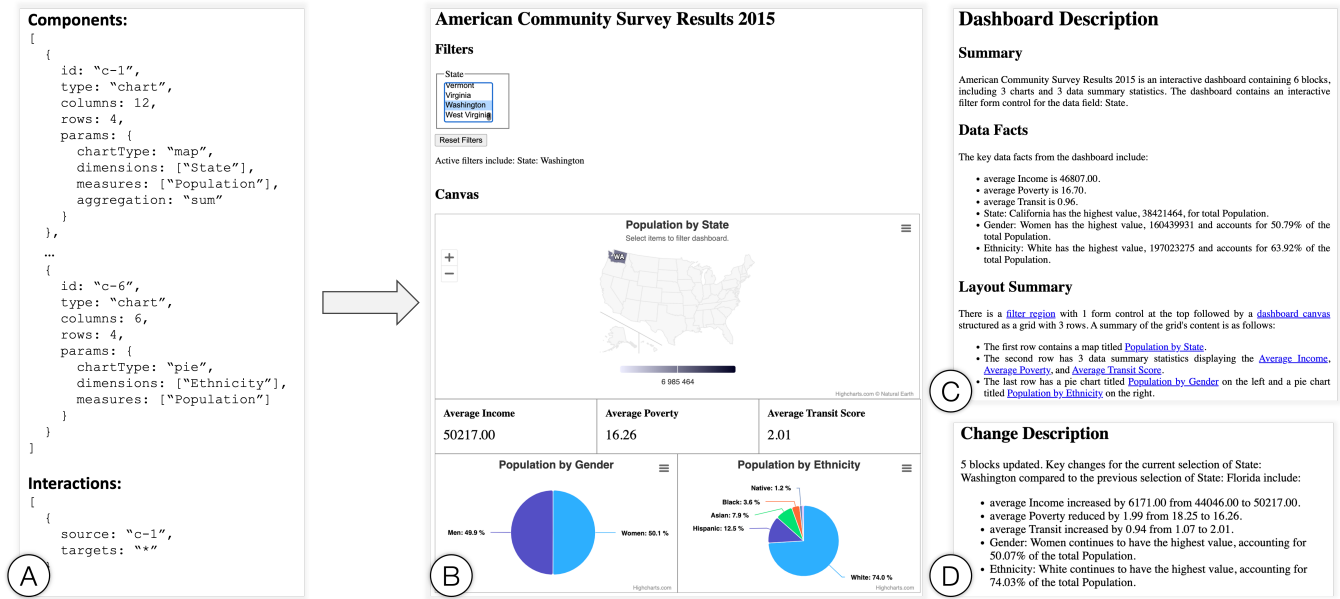 Components:
[
{
id: “c-1”,
type: “chart”,
columns: 12,
rows: 4,
params: {
chartType: “map”,
dimensions: [“State”],
measures: [“Population”],
aggregation: “sum”
}
},
…
{
id: “c-6”,
type: “chart”,
columns: 6,
rows: 4,
params: {
chartType: “pie”,
dimensions: [“Ethnicity”],
measures: [“Population”]
}
}
]
Interactions:
[
{
source: “c-1”,
targets: “*”
A
American Community Survey Results 2015
Filters
State
Vermont
Virginia
Washington
West Virginia
Reset Filters
Active filters include: State: Washington
Canvas
Population by State
Select items to filter dashboard.
+
−
WA
6 985 464
Highcharts.com © Natural Earth
Average Income
50217.00
Average Poverty
16.26
Average Transit Score
2.01
Population by Gender
Men: 49.9 %
Women: 50.1 %
Highcharts.com
Population by Ethnicity
Native: 1.2 %
Black: 3.6 %
Asian: 7.9 %
Hispanic: 12.5 %
White: 74.0 %
Highcharts.com
B
Dashboard Description
Summary
American Community Survey Results 2015 is an interactive dashboard containing 6 blocks,
including 3 charts and 3 data summary statistics. The dashboard contains an interactive
filter form control for the data field: State.
Data Facts
The key data facts from the dashboard include:
• average Income is 46807.00.
• average Poverty is 16.70.
• average Transit is 0.96.
• State: California has the highest value, 38421464, for total Population.
• Gender: Women has the highest value, 160439931 and accounts for 50.79% of the
total Population.
• Ethnicity: White has the highest value, 197023275 and accounts for 63.92% of the
total Population.
Layout Summary
There is a filter region with 1 form control at the top followed by a dashboard canvas
structured as a grid with 3 rows. A summary of the grid's content is as follows:
• The first row contains a map titled Population by State.
• The second row has 3 data summary statistics displaying the Average Income,
Average Poverty, and Average Transit Score.
• The last row has a pie chart titled Population by Gender on the left and a pie chart
titled Population by Ethnicity on the right.
C
Change Description
5 blocks updated. Key changes for the current selection of State:
Washington compared to the previous selection of State: Florida include:
• average Income increased by 6171.00 from 44046.00 to 50217.00.
• average Poverty reduced by 1.99 from 18.25 to 16.26.
• average Transit increased by 0.94 from 1.07 to 2.01.
• Gender: Women continues to have the highest value, accounting for
50.07% of the total Population.
• Ethnicity: White continues to have the highest value, accounting for
74.03% of the total Population.
D